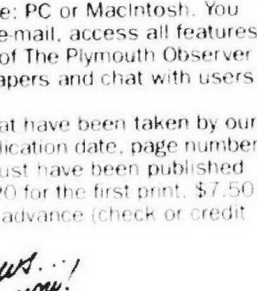 e: PC or Macintosh. You
e-mail, access all features
of The Plymouth Observer
apers and chat with users
at have been taken by our
lication date, page number
ust have been published
20 for the first print, $7.50
advance (check or credit